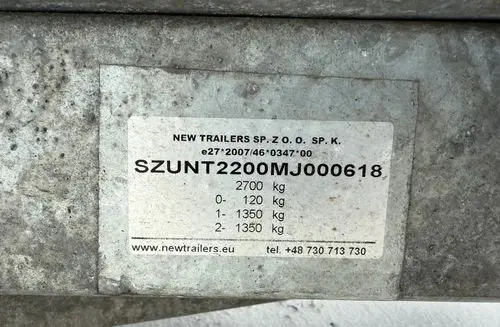 NEW TRAILERS SP. Z O. O. SP. K.
e27*2007/46*0347*00
SZUNT2200MJ000618
2700 kg
0- 120 kg
1- 1350 kg
2- 1350 kg
www.newtrailers.eu tel. +48 730 713 730